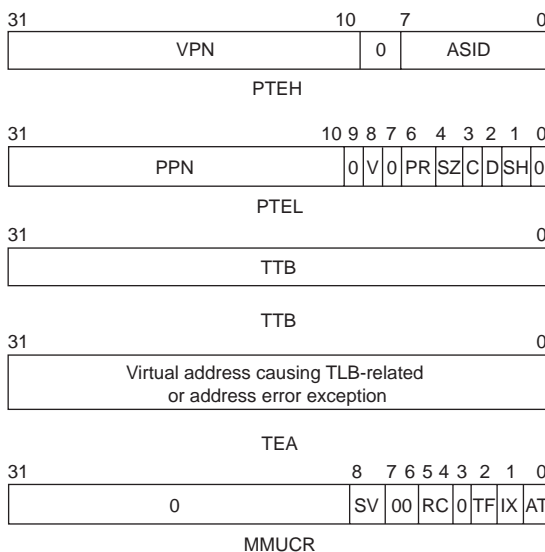 31 10 7 0
VPN 0 ASID
PTEH
31 10 9 8 7 6 4 3 2 1 0
PPN 0 V 0 PR SZ C D SH 0
PTEL
31 0
TTB
TTB
31 0
Virtual address causing TLB-related
or address error exception
TEA
31 8 7 6 5 4 3 2 1 0
0 SV 00 RC 0 TF IX AT
MMUCR